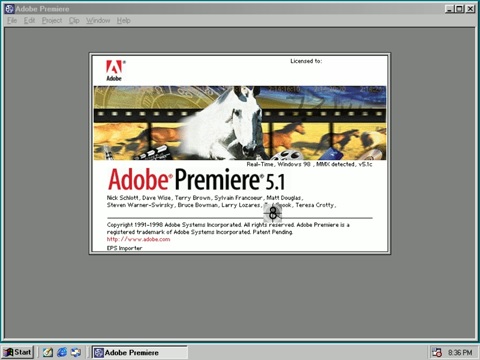 Adobe Premiere
File Edit Project Clip Window Help
Adobe
Licensed to:
Real-Time, Windows 98 , MMX detected, v5.1c
Adobe® Premiere® 5.1
Nick Schlott, Dave Wise, Terry Brown, Sylvain Francoeur, Matt Douglas,
Steven Warner-Swirsky, Bruce Bowman, Larry Lozares, Teresa Crotty,
Copyright 1991-1998 Adobe Systems Incorporated. All rights reserved. Adobe Premiere is a
registered trademark of Adobe Systems Incorporated. Patent Pending.
http://www.adobe.com
EPS Importer
Start
Adobe Premiere
8:36 PM